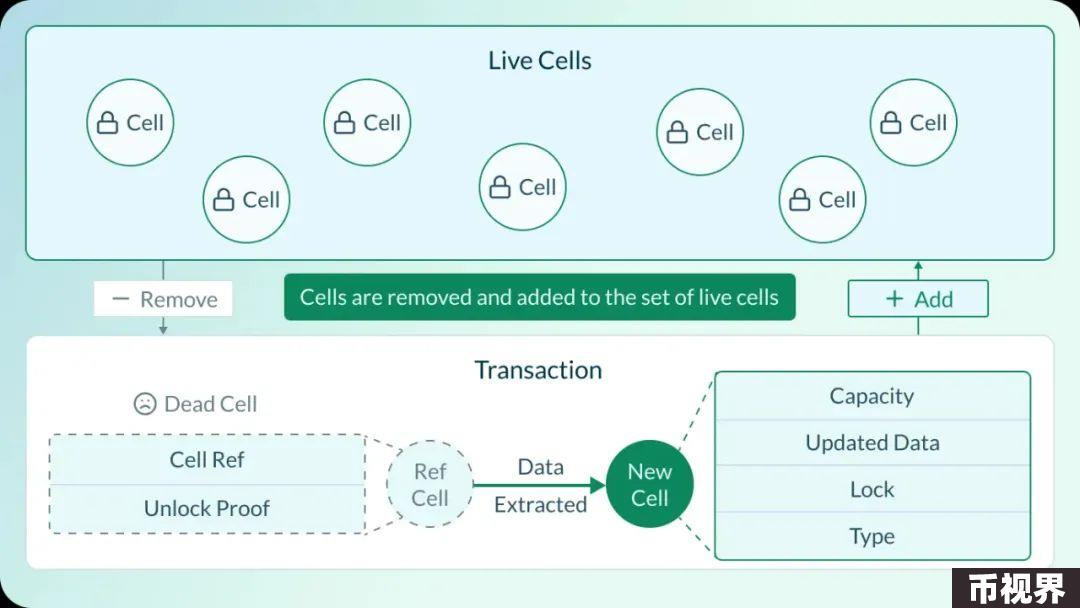 Live Cells
Cell
Cell
Cell
Cell
Cell
Cell
Cell
Remove
Cells are removed and added to the set of live cells
Add
Transaction
Dead Cell
Cell Ref
Unlock Proof
Ref
Cell
Data
Extracted
New
Cell
Capacity
Updated Data
Lock
Type
币视界